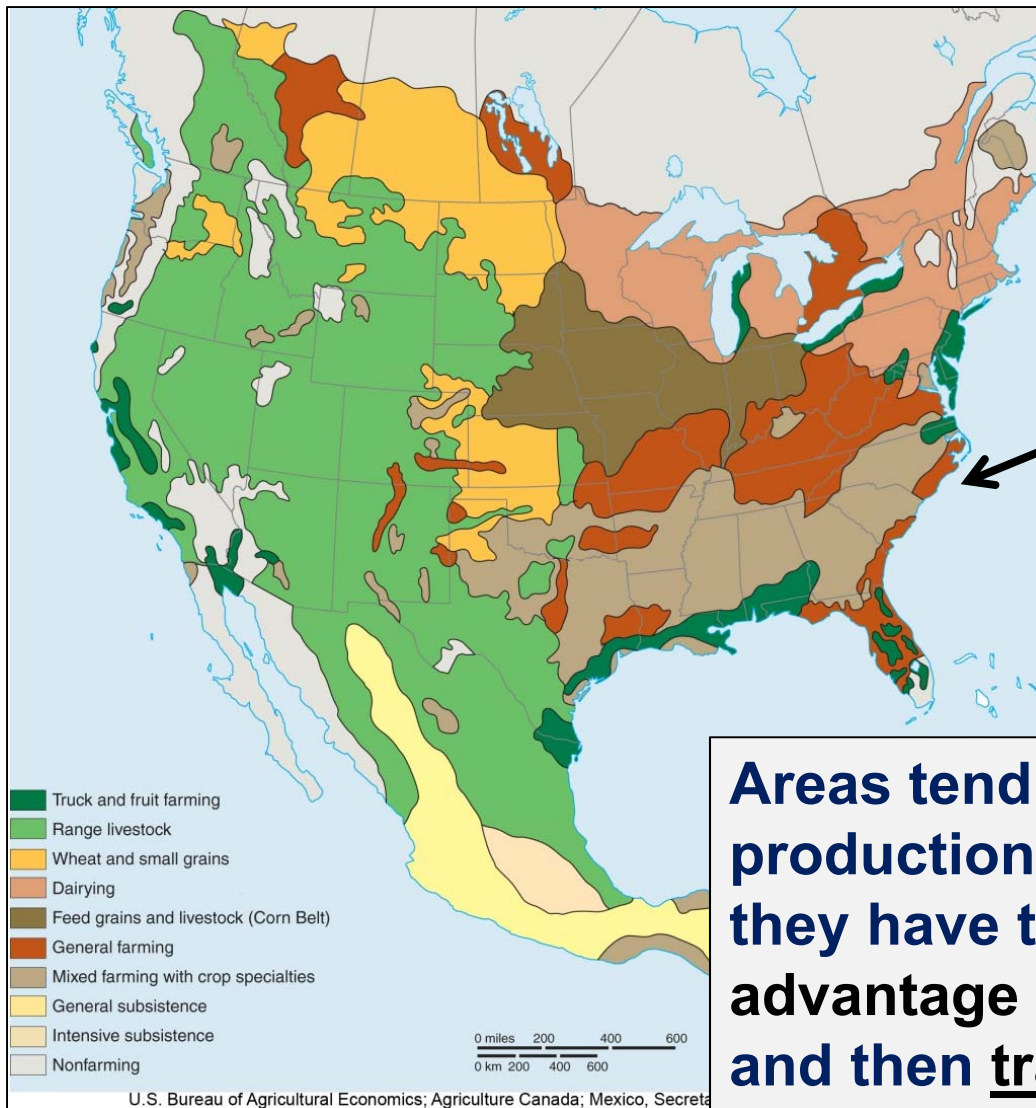 Truck and fruit farming
Range livestock
Wheat and small grains
Dairying
Feed grains and livestock (Corn Belt)
General farming
Mixed farming with crop specialties
General subsistence
Intensive subsistence
Nonfarming
0 miles 200 400 600
0 km 200 400 600
U.S. Bureau of Agricultural Economics; Agriculture Canada; Mexico, Secreta
Areas tend
production
they have t
advantage
and then tra